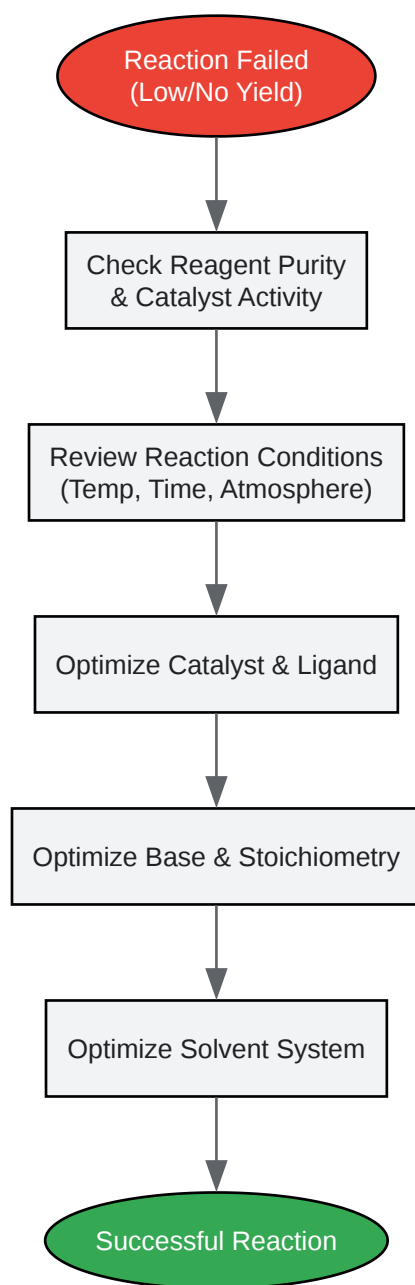 Reaction Failed
(Low/No Yield)
Check Reagent Purity
& Catalyst Activity
Review Reaction Conditions
(Temp, Time, Atmosphere)
Optimize Catalyst & Ligand
Optimize Base & Stoichiometry
Optimize Solvent System
Successful Reaction